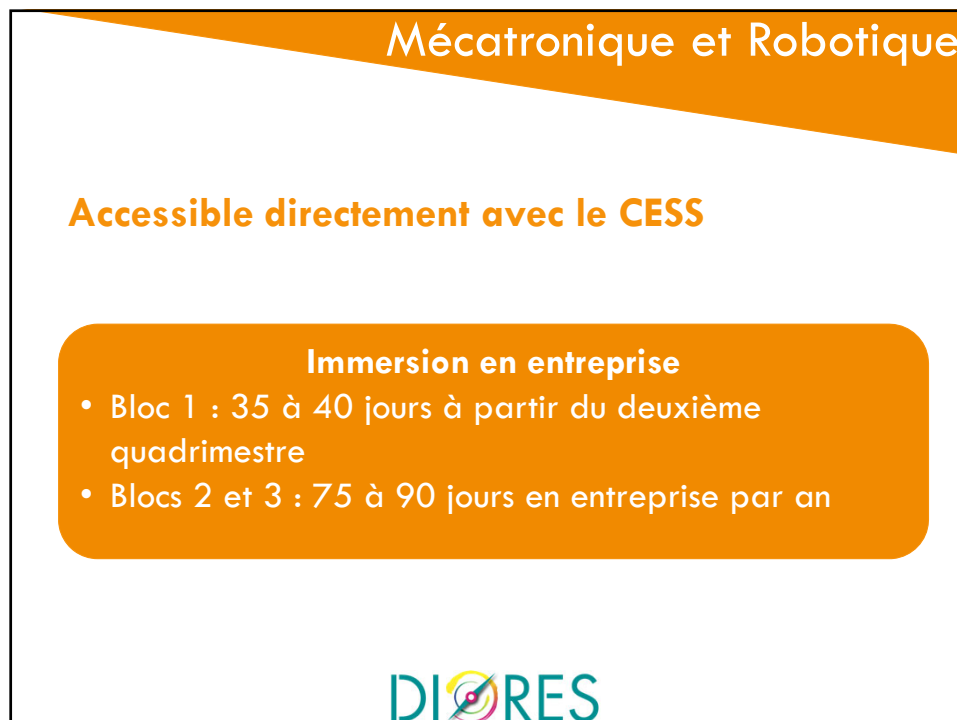 Mécatronique et Robotique
Accessible directement avec le CESS
Immersion en entreprise
• Bloc 1 : 35 à 40 jours à partir du deuxième
quadrimestre
• Blocs 2 et 3 : 75 à 90 jours en entreprise par an
DIORES